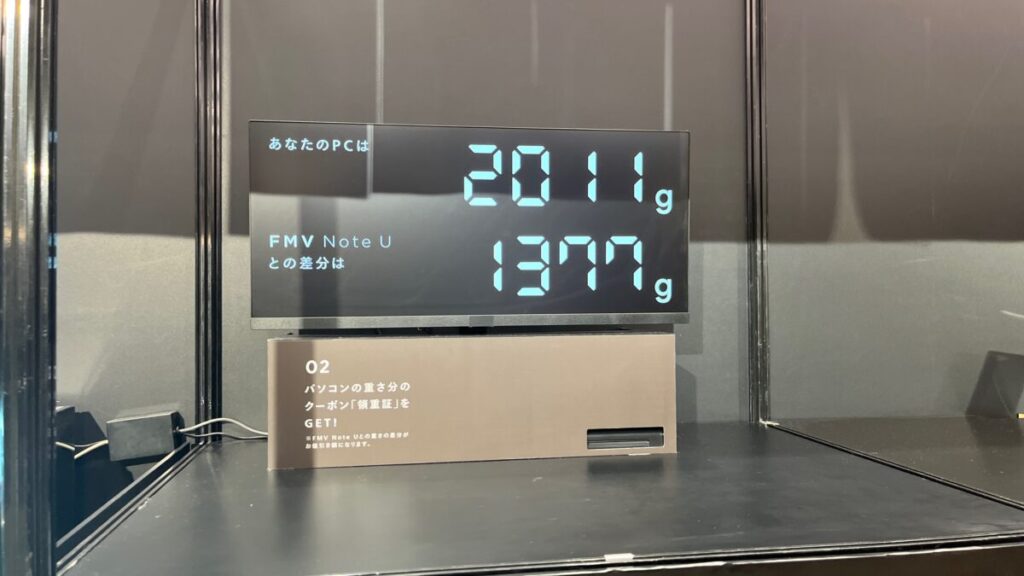 あなたのPCは
2011g
FMV Note U
との差分は
1377g
02
パソコンの重さ分の
クーポン「領重証」を
GET!
※FMV Note Uとの重さの差分が
お値引き額になります。